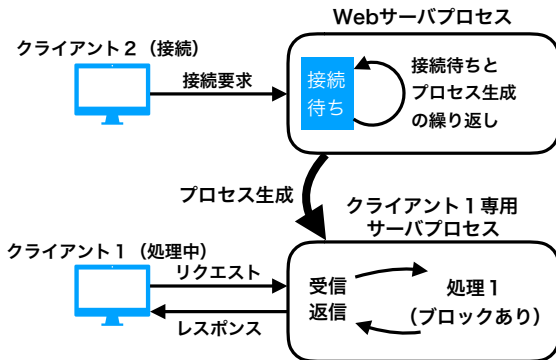 Webサーバプロセス
クライアント２（接続）
接続要求
接続
待ち
接続待ちと
プロセス生成
の繰り返し
プロセス生成
クライアント１専用
サーバプロセス
クライアント１（処理中）
リクエスト
レスポンス
受信
返信
処理１
（ブロックあり）